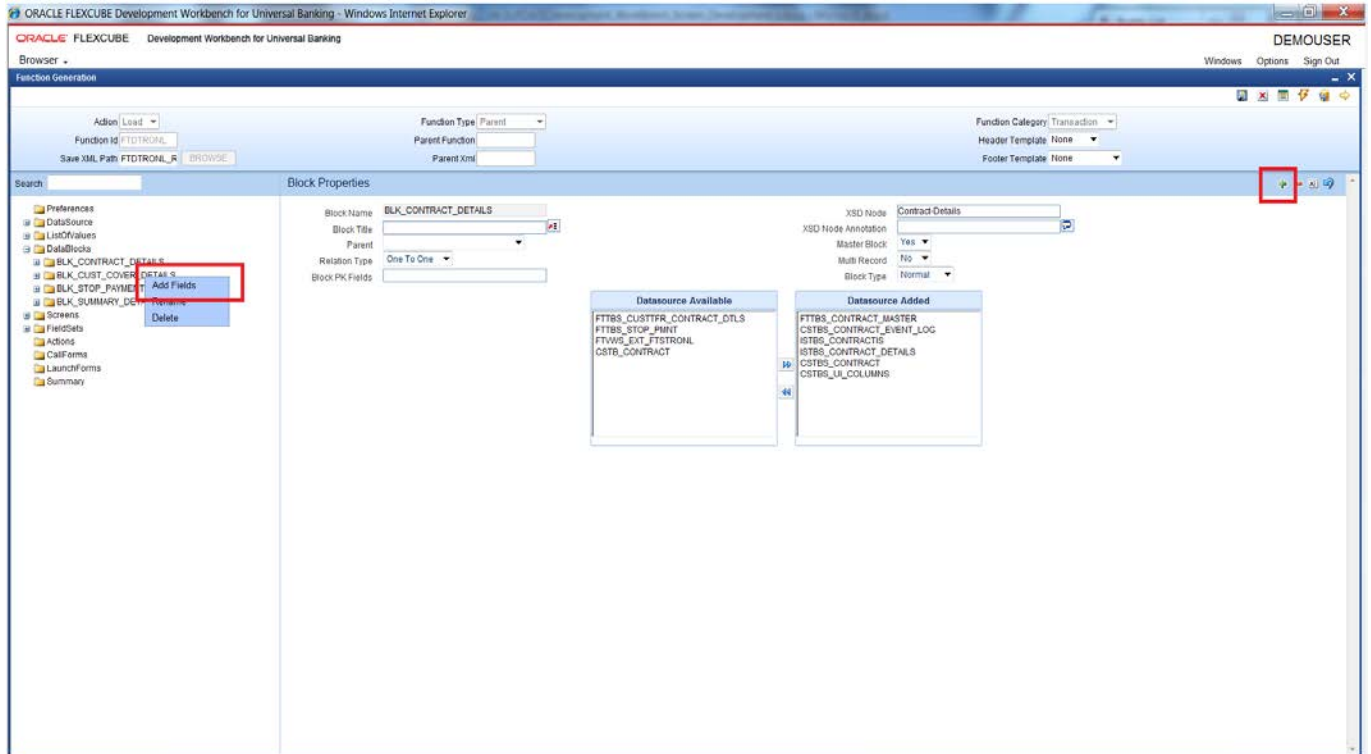 ORACLE FLEXCUBE Development Workbench for Universal Banking - Windows Internet Explorer
ORACLE FLEXCUBE Development Workbench for Universal Banking DEMOUSER
Browser Windows Options Sign Out
Function Generation
Action Load Function Type Parent Function Category Transaction
Function Id FTDTRONL Parent Function Header Template None
Save XML Path FTDTRONL_R BROWSE Parent Xml Footer Template None
Search Block Properties
Preferences
DataSource
ListOfValues
DataBlocks
BLK_CONTRACT_DETAILS
BLK_CUST_COVER_DETAILS
BLK_STOP_PAYMENT
BLK_SUMMARY_DET
Screens
FieldSets
Actions
CallForms
LaunchForms
Summary
Add Fields
Rename
Delete
Block Name BLK_CONTRACT_DETAILS
Block Title
Parent
Relation Type One To One
Block PK Fields
XSD Node Contract-Details
XSD Node Annotation
Master Block Yes
Multi Record No
Block Type Normal
Datasource Available
FTTBS_CUSTTFR_CONTRACT_DTLS
FTTBS_STOP_PMNT
FTVWS_EXT_FTSTRONL
CSTB_CONTRACT
Datasource Added
FTTBS_CONTRACT_MASTER
CSTBS_CONTRACT_EVENT_LOG
ISTBS_CONTRACTIS
ISTBS_CONTRACT_DETAILS
CSTBS_CONTRACT
CSTBS_UI_COLUMNS